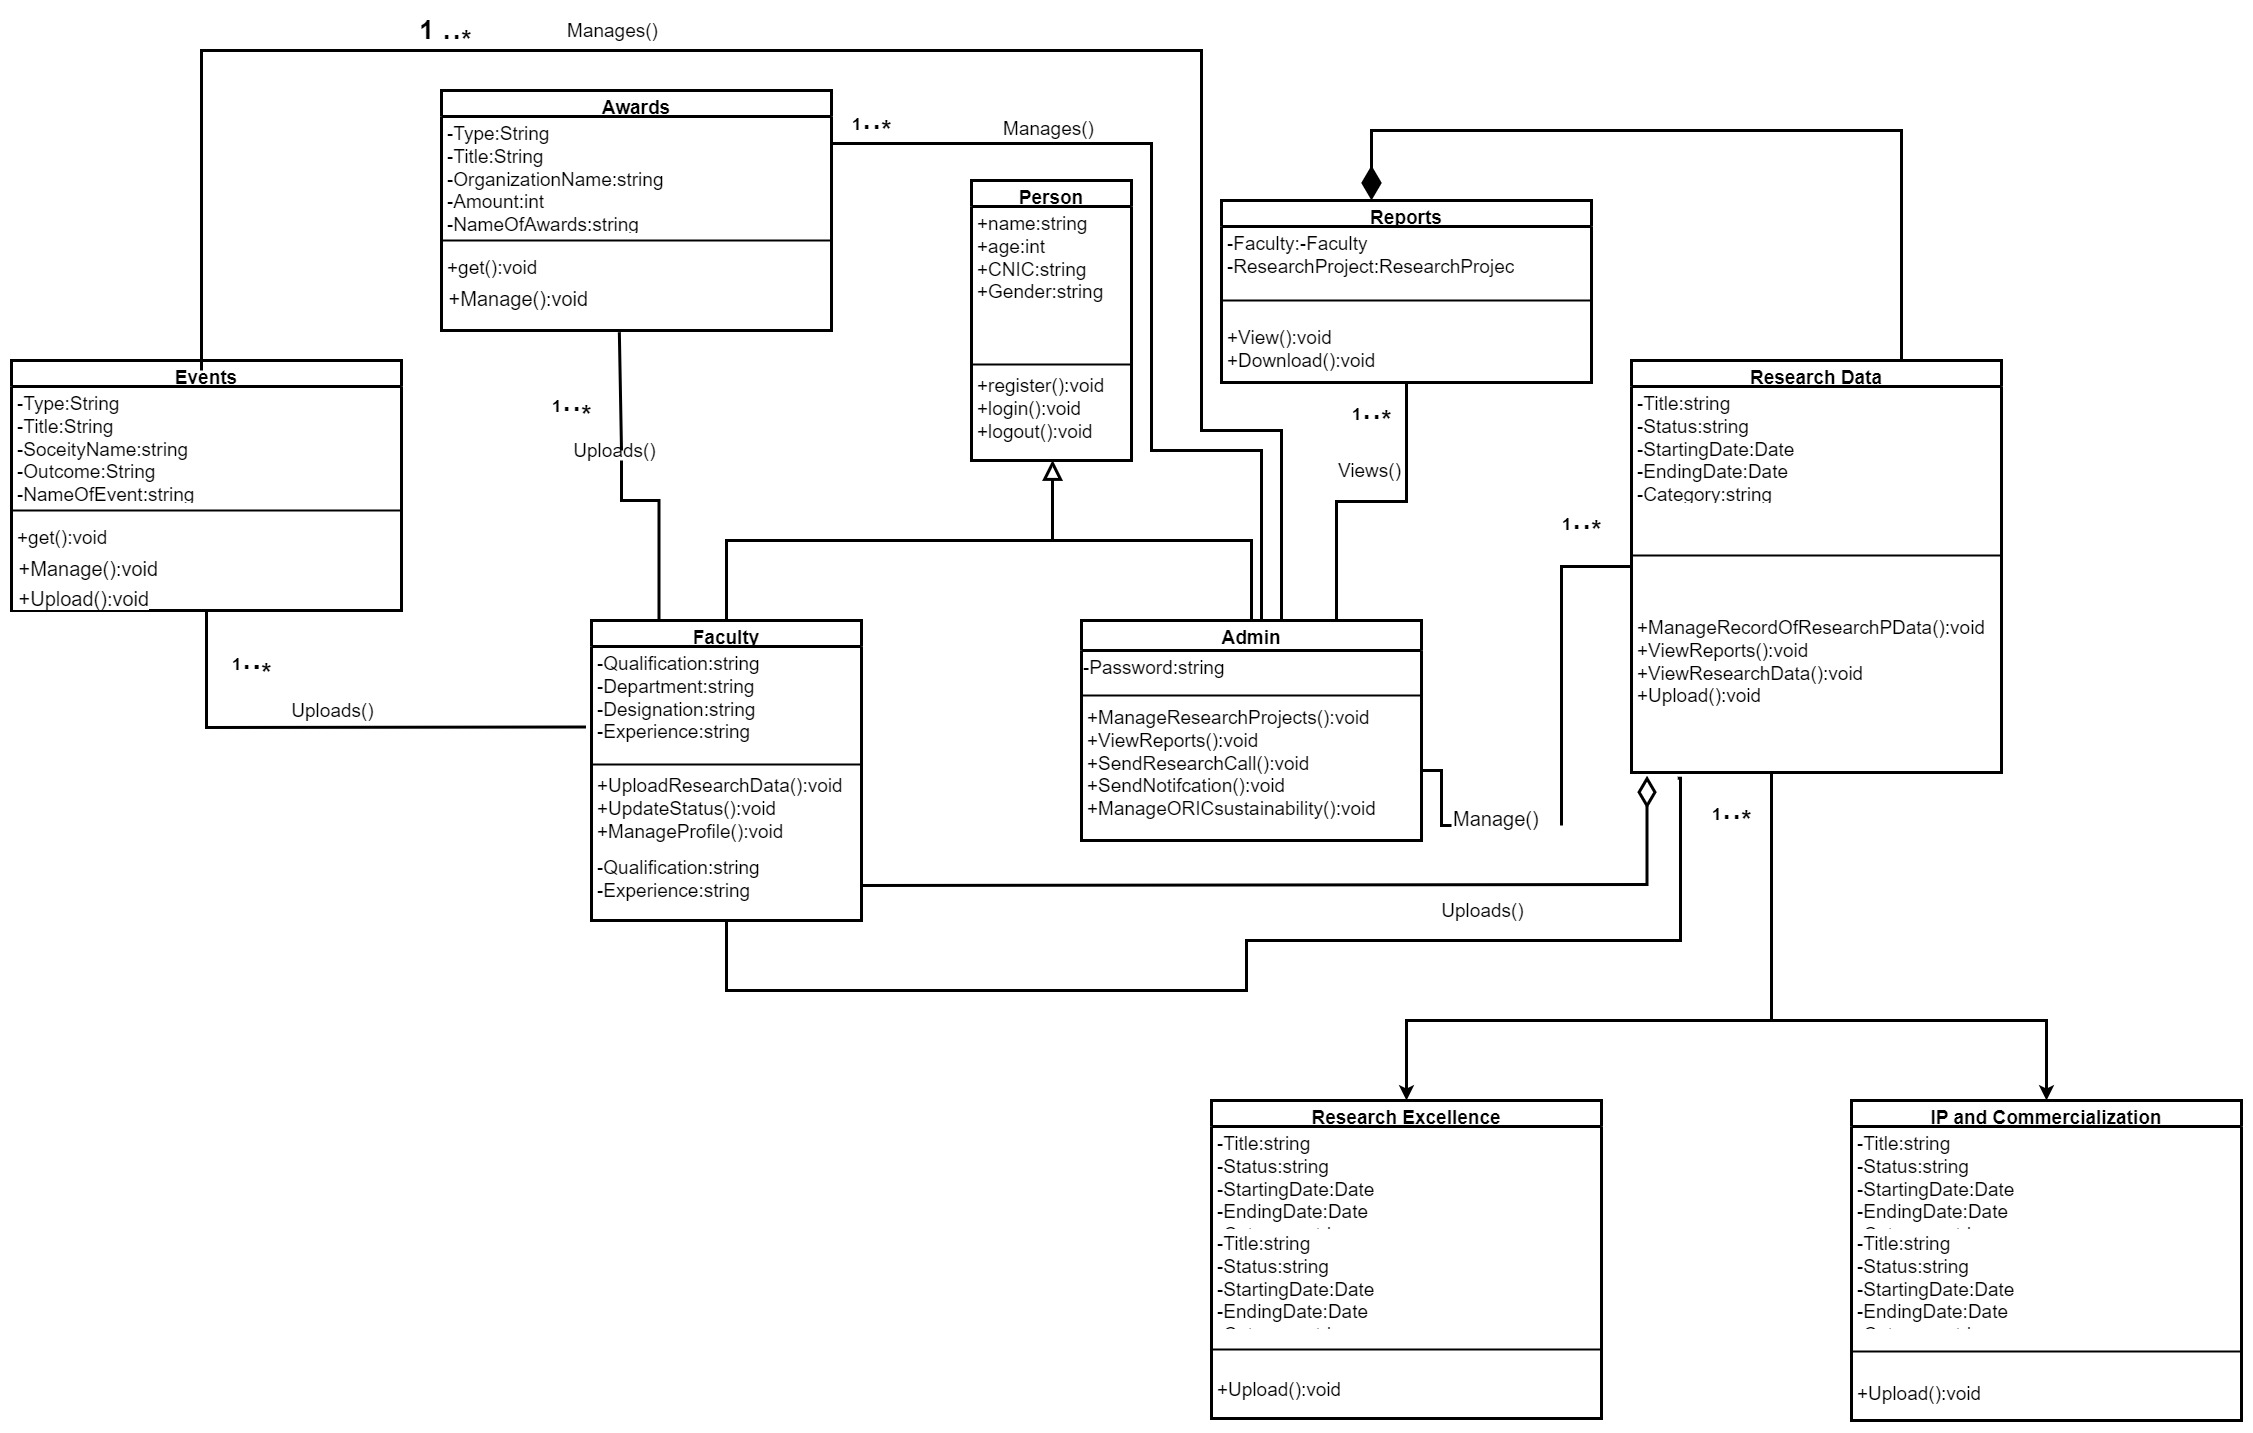 1 ..*
Manages()
Awards
-Type:String
-Title:String
-OrganizationName:string
-Amount:int
-NameOfAwards:string
+get():void
+Manage():void
1..*
Manages()
Person
+name:string
+age:int
+CNIC:string
+Gender:string
+register():void
+login():void
+logout():void
Reports
-Faculty:-Faculty
-ResearchProject:ResearchProjec
+View():void
+Download():void
Events
-Type:String
-Title:String
-SoceityName:string
-Outcome:String
-NameOfEvent:string
+get():void
+Manage():void
+Upload():void
1..*
Uploads()
1..*
Views()
Research Data
-Title:string
-Status:string
-StartingDate:Date
-EndingDate:Date
-Category:string
+ManageRecordOfResearchPData():void
+ViewReports():void
+ViewResearchData():void
+Upload():void
1..*
1..*
Uploads()
Faculty
-Qualification:string
-Department:string
-Designation:string
-Experience:string
+UploadResearchData():void
+UpdateStatus():void
+ManageProfile():void
-Qualification:string
-Experience:string
Admin
-Password:string
+ManageResearchProjects():void
+ViewReports():void
+SendResearchCall():void
+SendNotifcation():void
+ManageORICsustainability():void
Manage()
1..*
Uploads()
Research Excellence
-Title:string
-Status:string
-StartingDate:Date
-EndingDate:Date
-Title:string
-Status:string
-StartingDate:Date
-EndingDate:Date
+Upload():void
IP and Commercialization
-Title:string
-Status:string
-StartingDate:Date
-EndingDate:Date
-Title:string
-Status:string
-StartingDate:Date
-EndingDate:Date
+Upload():void